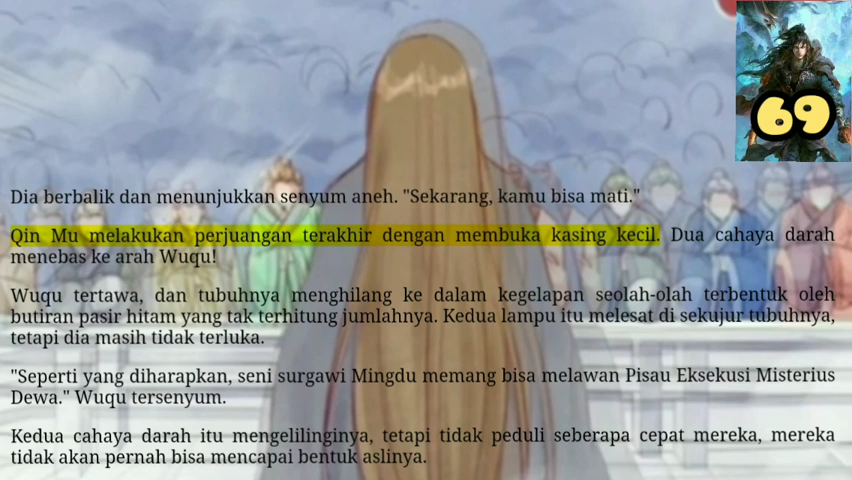 69
Dia berbalik dan menunjukkan senyum aneh. "Sekarang, kamu bisa mati."
Qin Mu melakukan perjuangan terakhir dengan membuka kasing kecil. Dua cahaya darah
menebas ke arah Wuqu!
Wuqu tertawa, dan tubuhnya menghilang ke dalam kegelapan seolah-olah terbentuk oleh
butiran pasir hitam yang tak terhitung jumlahnya. Kedua lampu itu melesat di sekujur tubuhnya,
tetapi dia masih tidak terluka.
"Seperti yang diharapkan, seni surgawi Mingdu memang bisa melawan Pisau Eksekusi Misterius
Dewa." Wuqu tersenyum.
Kedua cahaya darah itu mengelilinginya, tetapi tidak peduli seberapa cepat mereka, mereka
tidak akan pernah bisa mencapai bentuk aslinya.